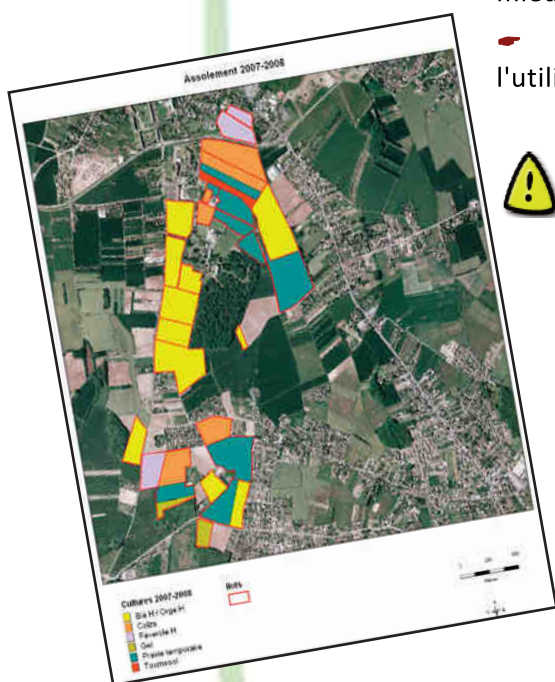 l'utili
Assolement 2007-2008
Cultures 2007-2008
Blé H / Orge H
Colza
Féverole H
Gel
Prairie temporaire
Tournesol
Ilots